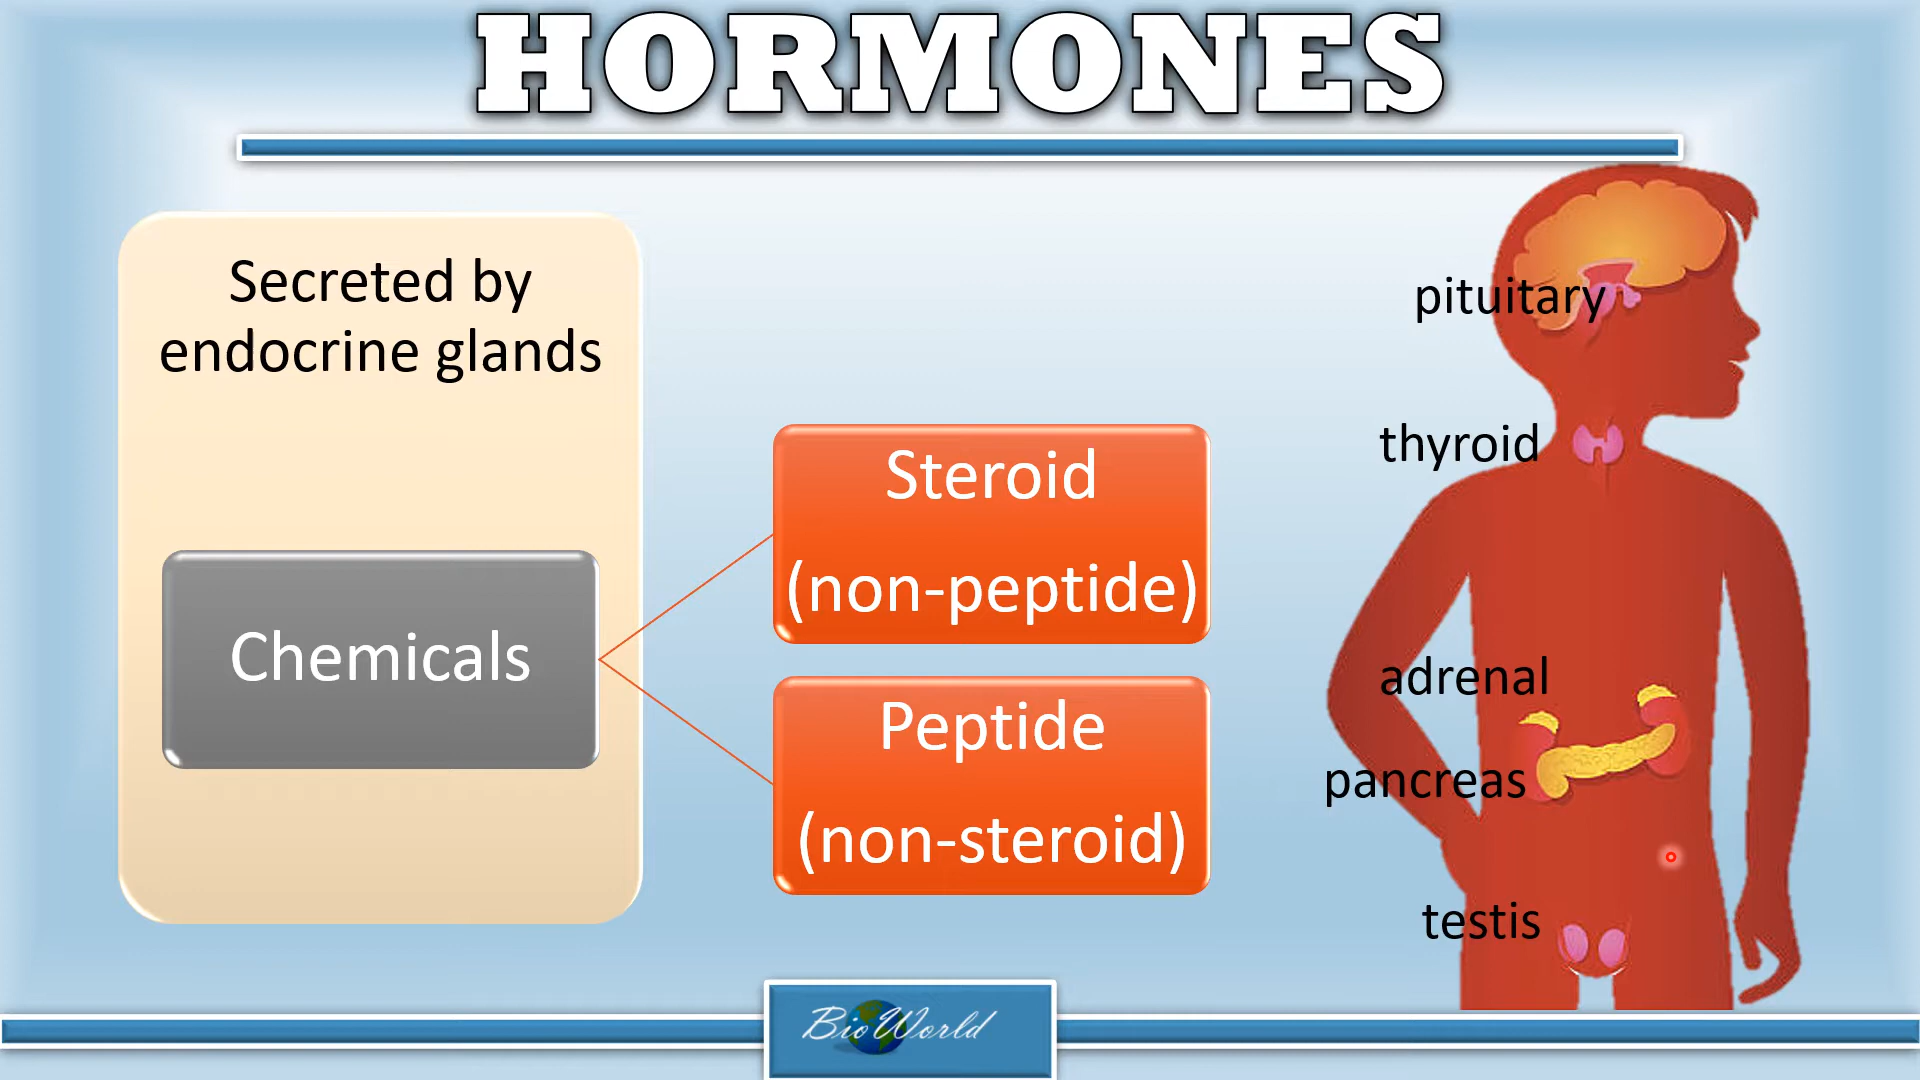 HORMONES
Secreted by
endocrine glands
Chemicals
Steroid
(non-peptide)
Peptide
(non-steroid)
pituitary
thyroid
adrenal
pancreas
testis
BioWorld